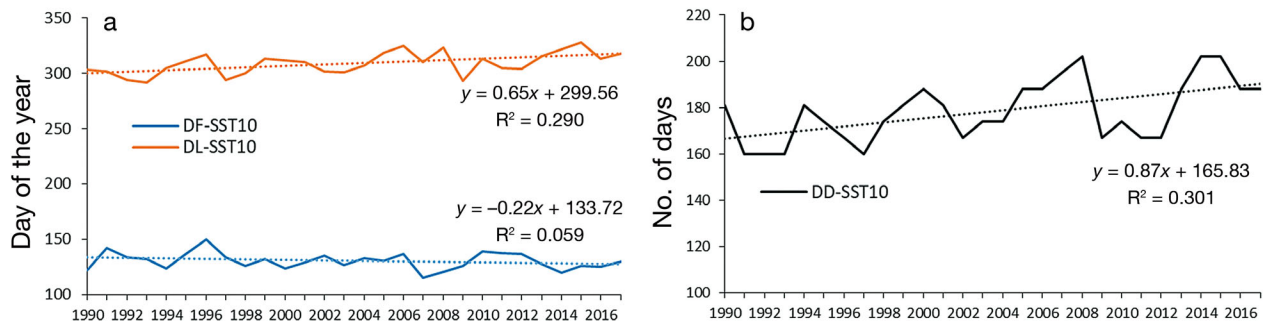 a
350
300
250
200
150
100
Day of the year
DF-SST10
DL-SST10
y = 0.65x + 299.56
R² = 0.290
y = –0.22x + 133.72
R² = 0.059
1990 1992 1994 1996 1998 2000 2002 2004 2006 2008 2010 2012 2014 2016
b
220
200
180
160
140
120
100
No. of days
DD-SST10
y = 0.87x + 165.83
R² = 0.301
1990 1992 1994 1996 1998 2000 2002 2004 2006 2008 2010 2012 2014 2016